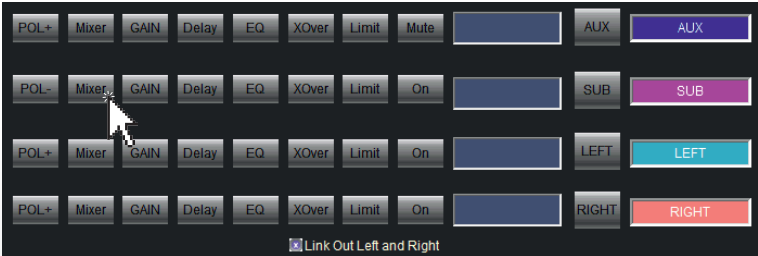 POL+ Mixer GAIN Delay EQ XOver Limit Mute AUX AUX
POL- Mixer GAIN Delay EQ XOver Limit On SUB SUB
POL+ Mixer GAIN Delay EQ XOver Limit On LEFT LEFT
POL+ Mixer GAIN Delay EQ XOver Limit On RIGHT RIGHT
Link Out Left and Right